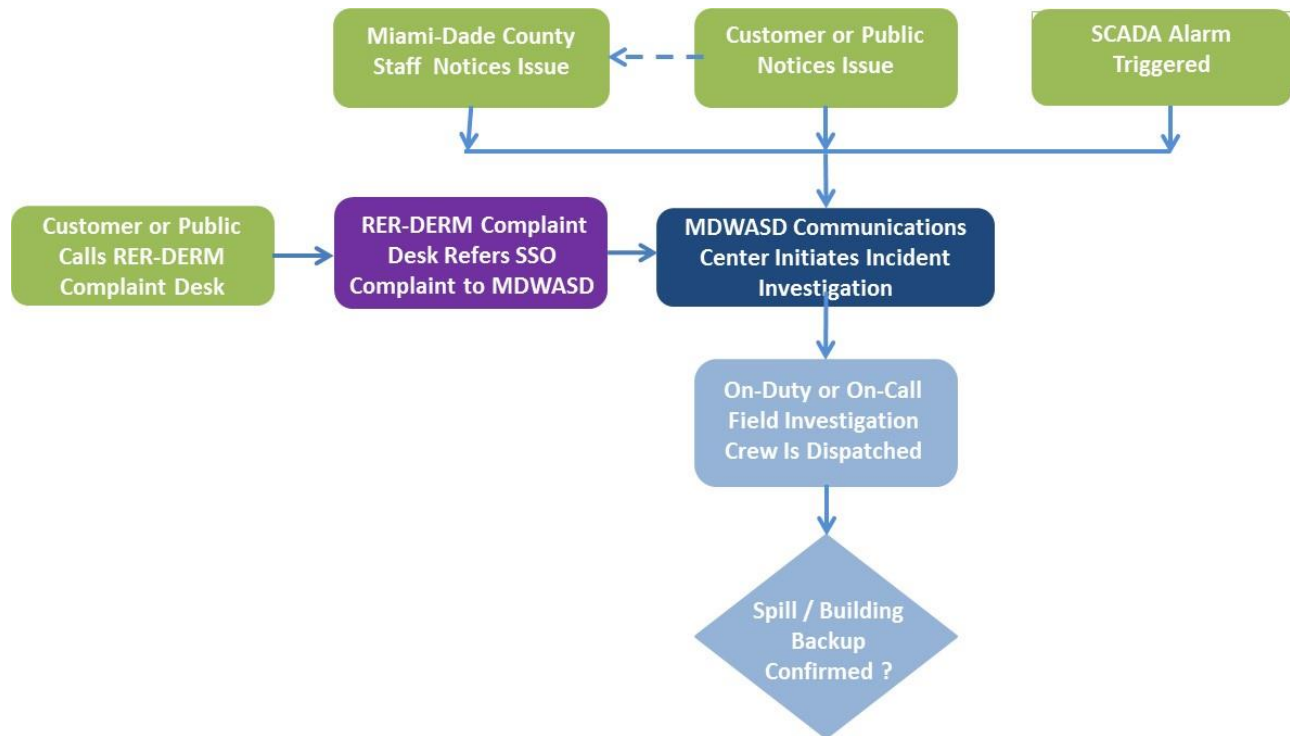 Miami-Dade County
Staff Notices Issue
Customer or Public
Notices Issue
SCADA Alarm
Triggered
Customer or Public
Calls RER-DERM
Complaint Desk
RER-DERM Complaint
Desk Refers SSO
Complaint to MDWASD
MDWASD Communications
Center Initiates Incident
Investigation
On-Duty or On-Call
Field Investigation
Crew Is Dispatched
Spill / Building
Backup
Confirmed ?